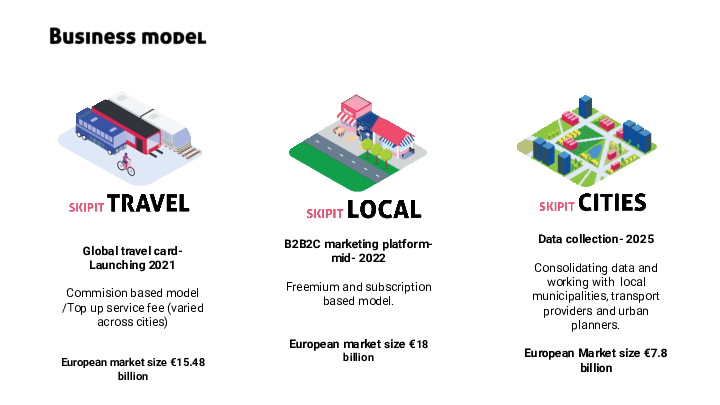 Business model
SKIPIT TRAVEL
Global travel card-
Launching 2021
Commision based model
/Top up service fee (varied
across cities)
European market size €15.48
billion
SKIPIT LOCAL
B2B2C marketing platform-
mid- 2022
Freemium and subscription
based model.
European market size €18
billion
SKIPIT CITIES
Data collection- 2025
Consolidating data and
working with local
municipalities, transport
providers and urban
planners.
European Market size €7.8
billion